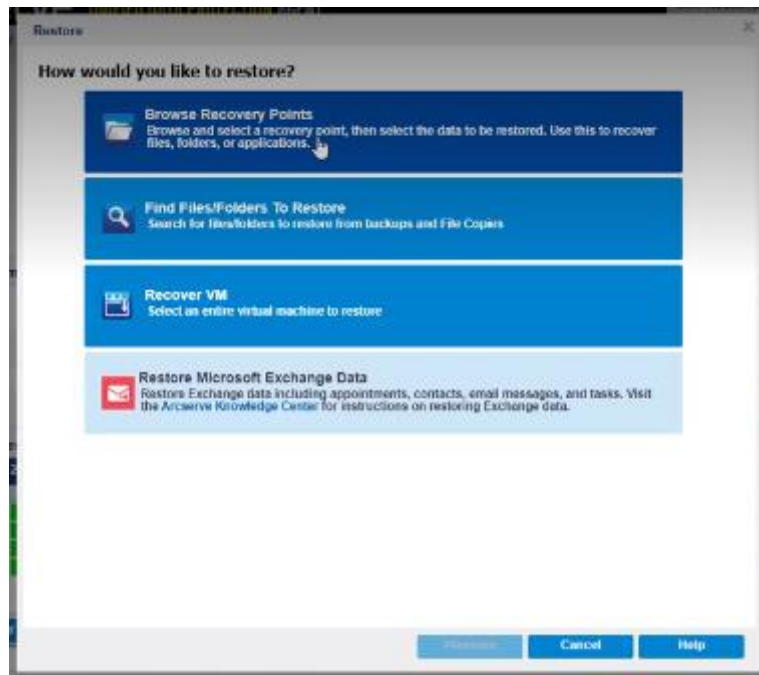 Restore
How would you like to restore?
Browse Recovery Points
Browse and select a recovery point, then select the data to be restored. Use this to recover
files, folders, or applications.
Find Files/Folders To Restore
Search for files/folders to restore from backups and File Copies
Recover VM
Select an entire virtual machine to restore
Restore Microsoft Exchange Data
Restore Exchange data including appointments, contacts, email messages, and tasks. Visit
the Arcserve Knowledge Center for instructions on restoring Exchange data.
Cancel
Help